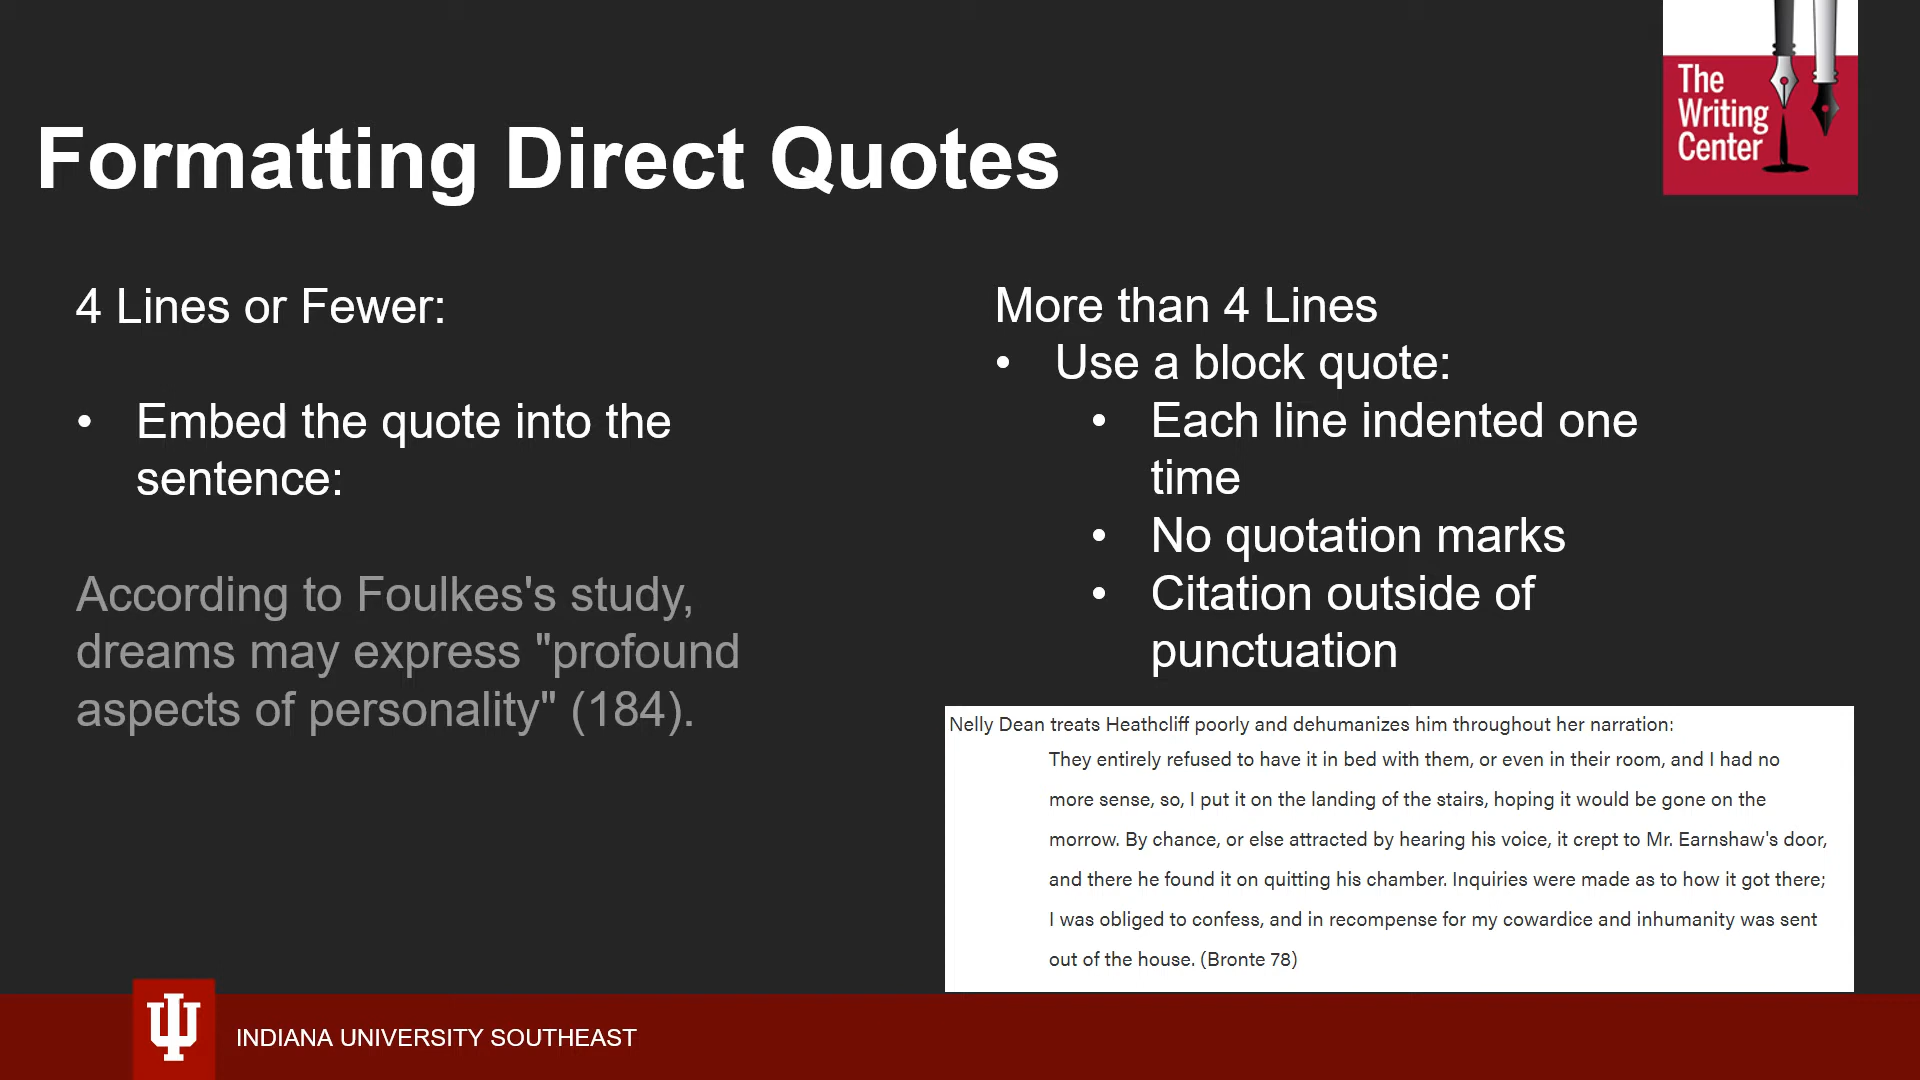 The
Writing
Center
Formatting Direct Quotes
4 Lines or Fewer:
• Embed the quote into the
sentence:
According to Foulkes's study,
dreams may express "profound
aspects of personality" (184).
More than 4 Lines
• Use a block quote:
• Each line indented one
time
• No quotation marks
• Citation outside of
punctuation
Nelly Dean treats Heathcliff poorly and dehumanizes him throughout her narration:
They entirely refused to have it in bed with them, or even in their room, and I had no
more sense, so, I put it on the landing of the stairs, hoping it would be gone on the
morrow. By chance, or else attracted by hearing his voice, it crept to Mr. Earnshaw's door,
and there he found it on quitting his chamber. Inquiries were made as to how it got there;
I was obliged to confess, and in recompense for my cowardice and inhumanity was sent
out of the house. (Bronte 78)
INDIANA UNIVERSITY SOUTHEAST